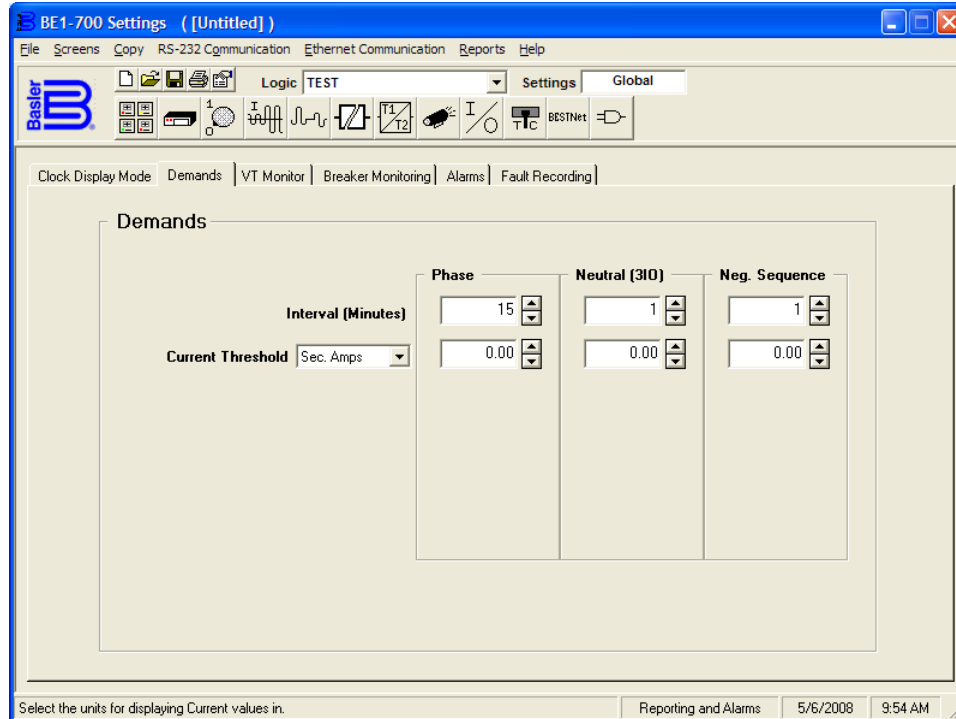 BE1-700 Settings ( [Untitled] )
File Screens Copy RS-232 Communication Ethernet Communication Reports Help
Basler
Logic TEST Settings Global
1 0 I T1 T2 I O T T C BESTNet
Clock Display Mode Demands VT Monitor Breaker Monitoring Alarms Fault Recording
Demands
Phase Neutral (3I0) Neg. Sequence
Interval (Minutes) 15 1 1
Current Threshold Sec. Amps 0.00 0.00 0.00
Select the units for displaying Current values in. Reporting and Alarms 5/6/2008 9:54 AM